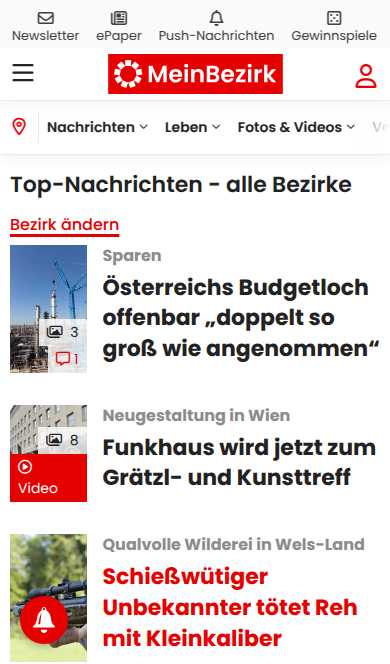 Newsletter
ePaper
Push-Nachrichten
Gewinnspiele
MeinBezirk
Nachrichten
Leben
Fotos & Videos
Top-Nachrichten - alle Bezirke
Bezirk ändern
Sparen
Österreichs Budgetloch
offenbar „doppelt so
groß wie angenommen“
3
1
Neugestaltung in Wien
Funkhaus wird jetzt zum
Grätzl- und Kunsttreff
8
Video
Qualvolle Wilderei in Wels-Land
Schießwütiger
Unbekannter tötet Reh
mit Kleinkaliber